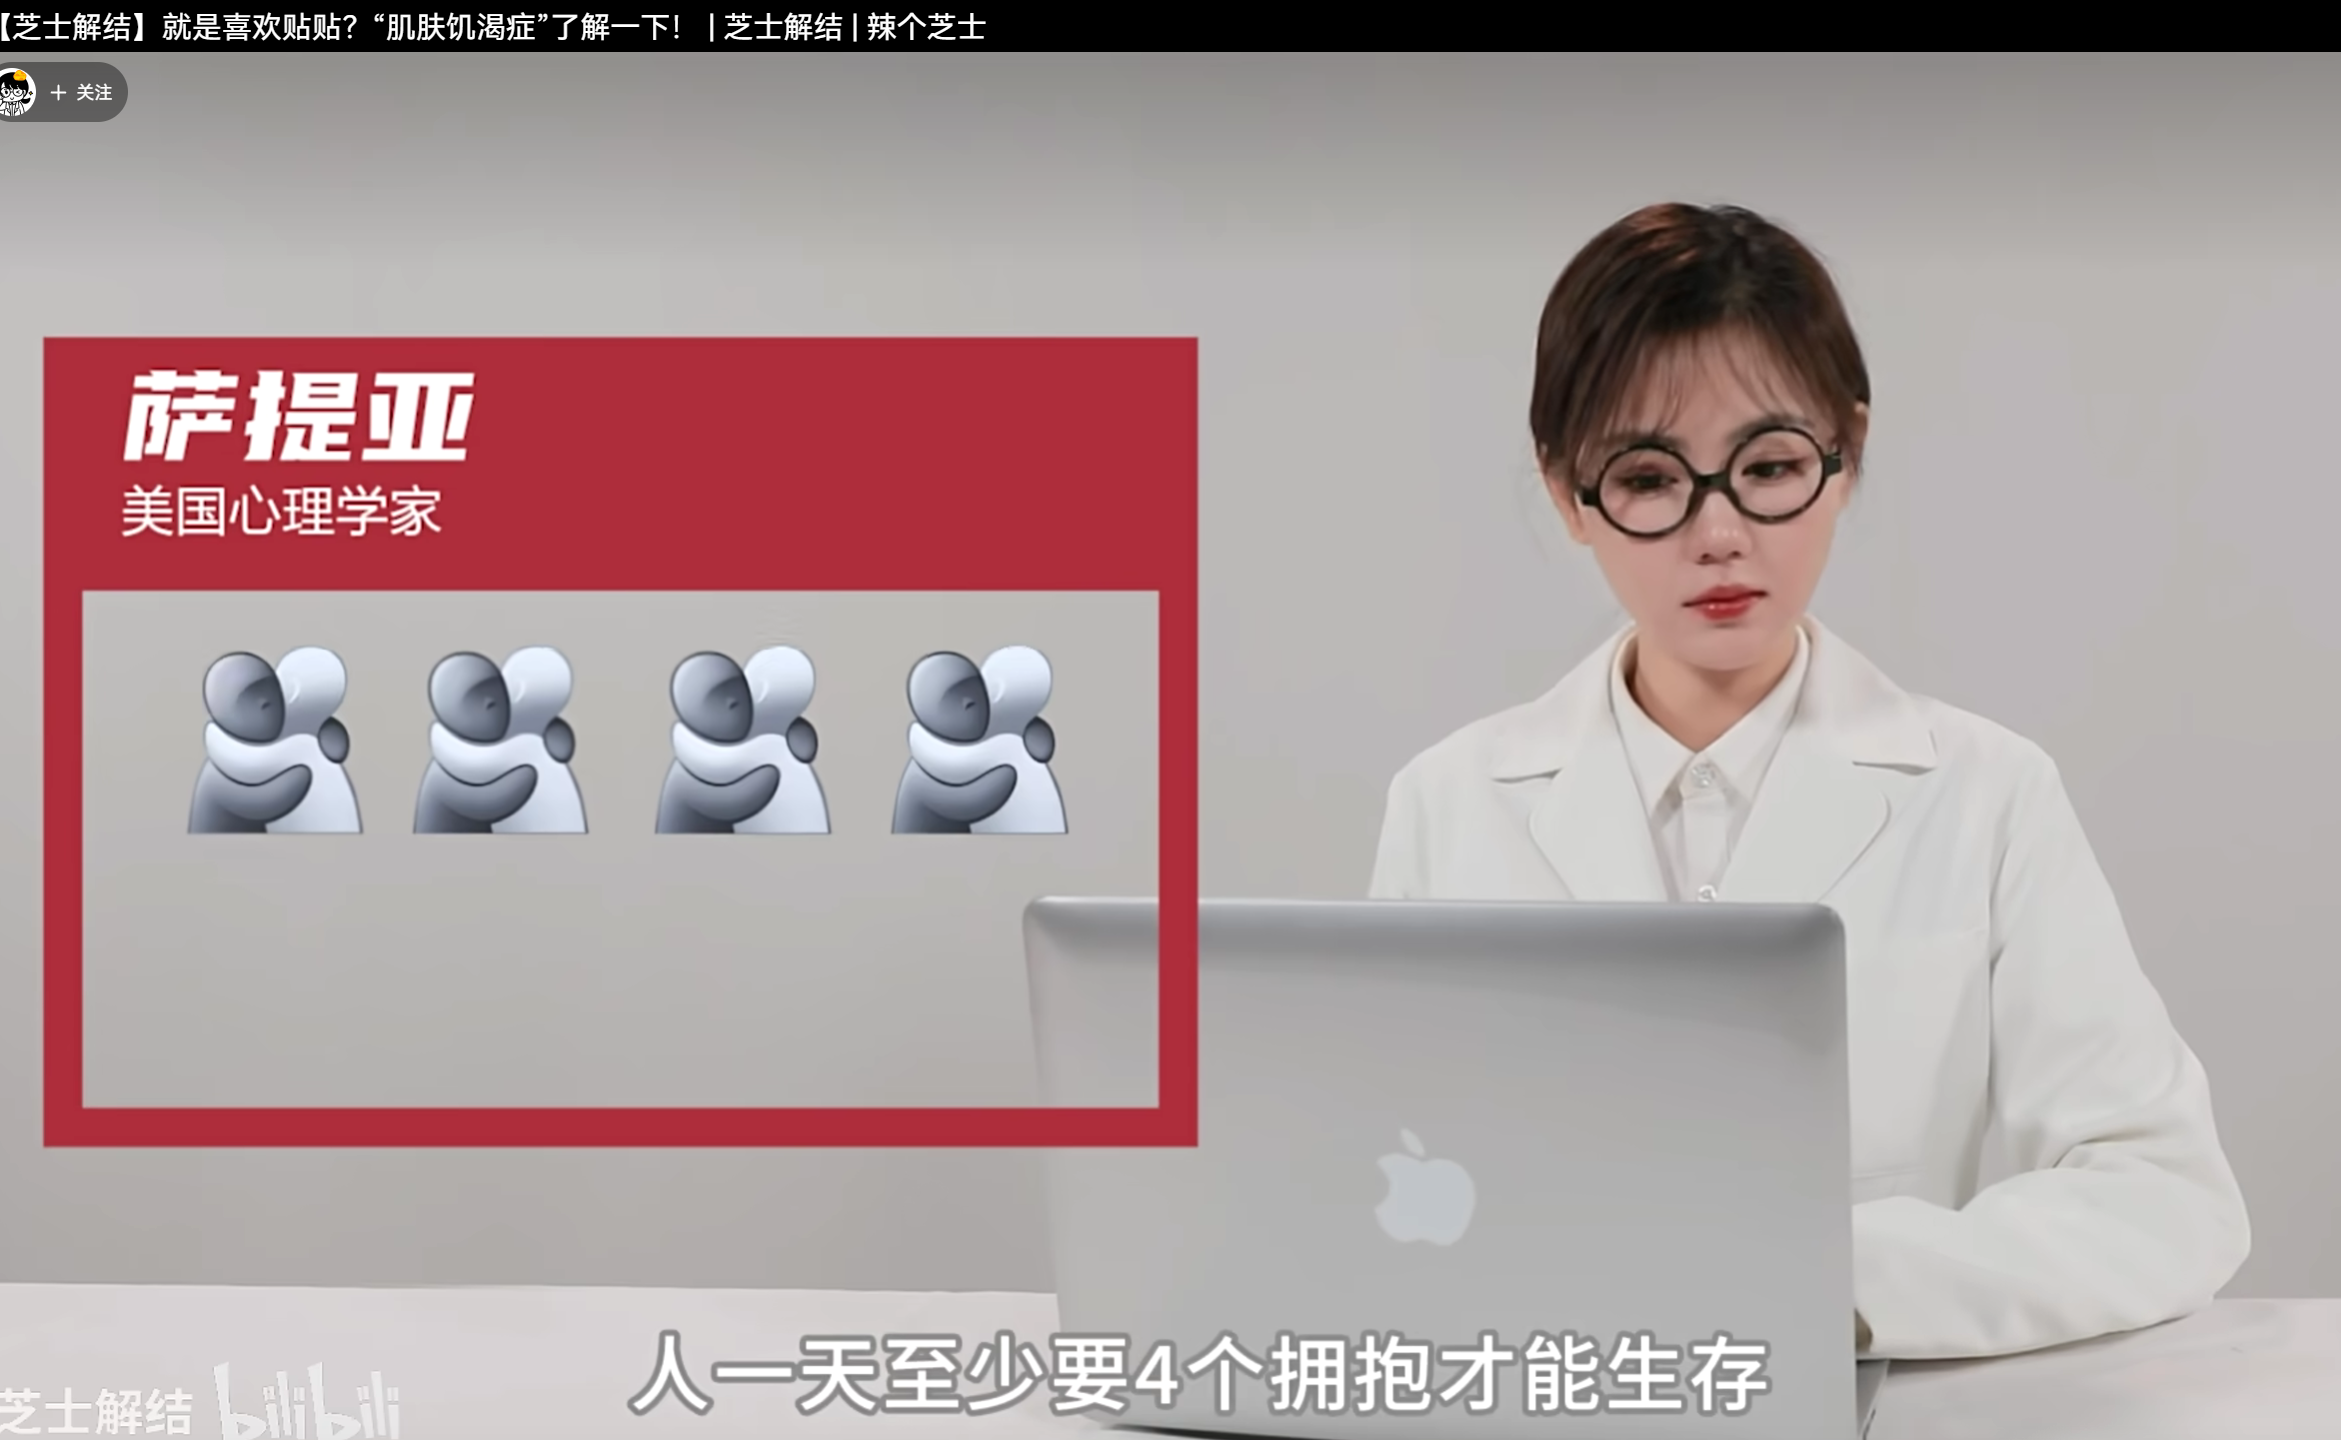 【芝士解结】就是喜欢贴贴？“肌肤饥渴症”了解一下！ | 芝士解结 | 辣个芝士
+ 关注
萨提亚
美国心理学家
人一天至少要4个拥抱才能生存
芝士解结 bilibili